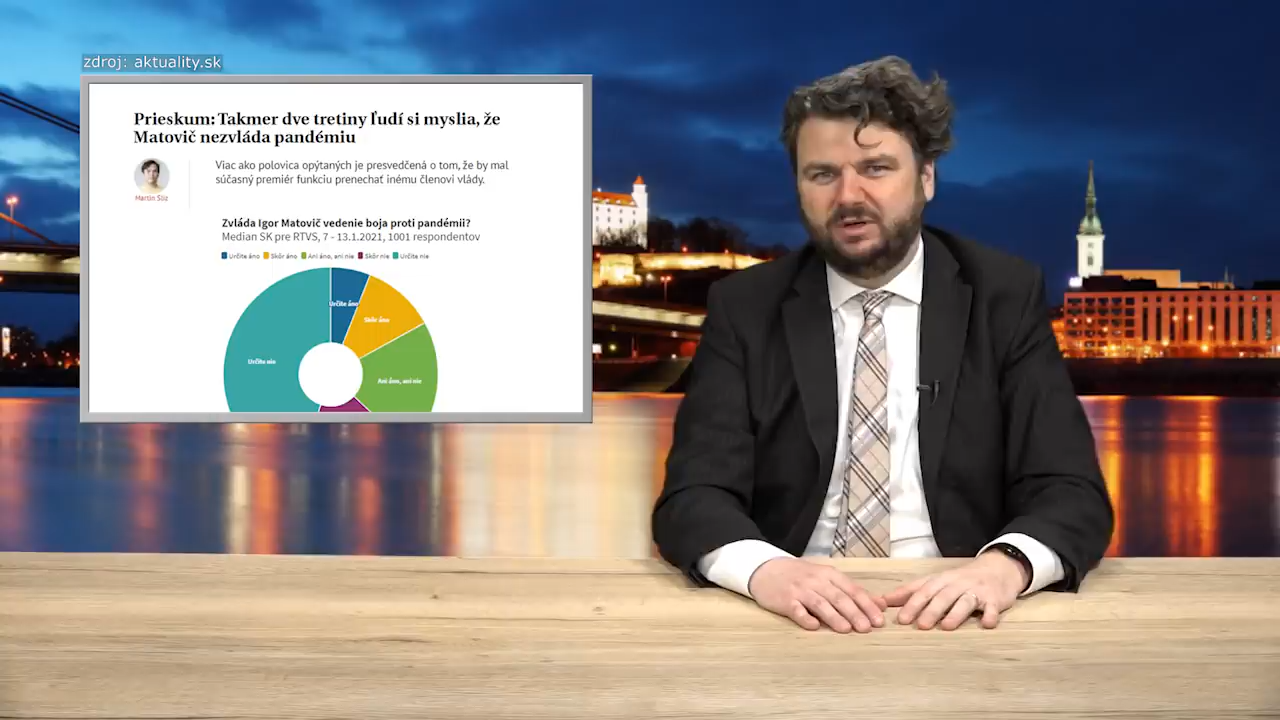 zdroj: aktuality.sk
Prieskum: Takmer dve tretiny ľudí si myslia, že
Matovič nezvláda pandémiu
Viac ako polovica opýtaných je presvedčená o tom, že by mal
súčasný premiér funkciu prenechať inému členovi vlády.
Martin Sliz
Zvláda Igor Matovič vedenie boja proti pandémii?
Median SK pre RTVS, 7 - 13.1.2021, 1001 respondentov
Určite áno Skôr áno Ani áno, ani nie Skôr nie Určite nie
Určite áno
Skôr áno
Určite nie
Ani áno, ani nie